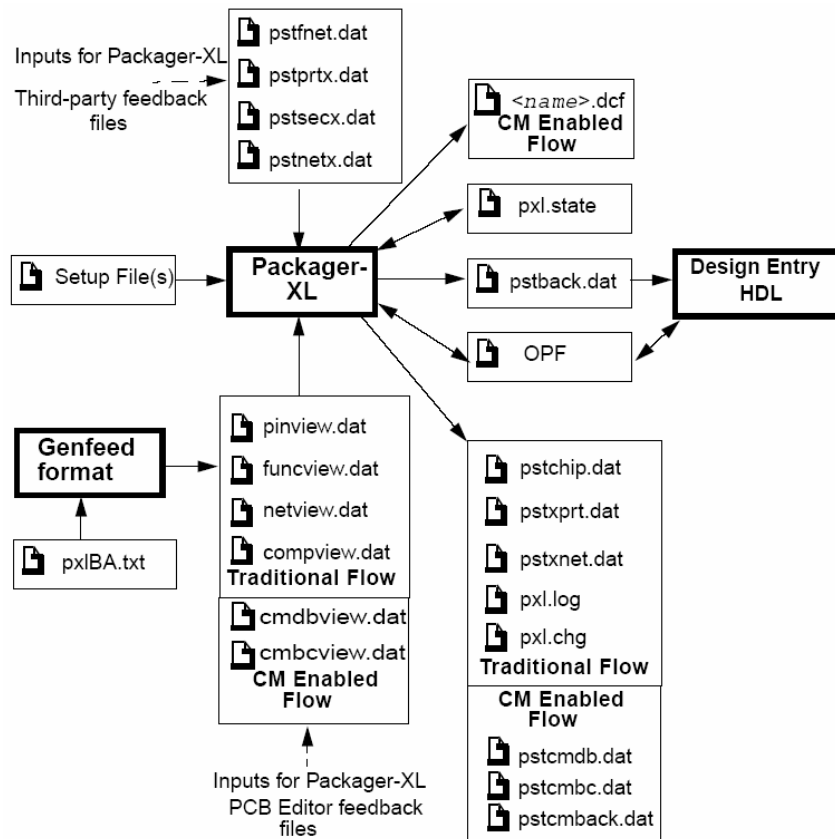 pstfnet.dat
pstprtx.dat
pstsecx.dat
pstnetx.dat
Inputs for Packager-XL
Third-party feedback
files
<name>.dcf
CM Enabled
Flow
pxl.state
Setup File(s)
Packager-
XL
pstback.dat
Design Entry
HDL
OPF
Genfeed
format
pxlBA.txt
pinview.dat
funcview.dat
netview.dat
compview.dat
Traditional Flow
cmdbview.dat
cmbcview.dat
CM Enabled
Flow
Inputs for Packager-XL
PCB Editor feedback
files
pstchip.dat
pstxprt.dat
pstxnet.dat
pxl.log
pxl.chg
Traditional Flow
CM Enabled
Flow
pstcmdb.dat
pstcmbc.dat
pstcmback.dat